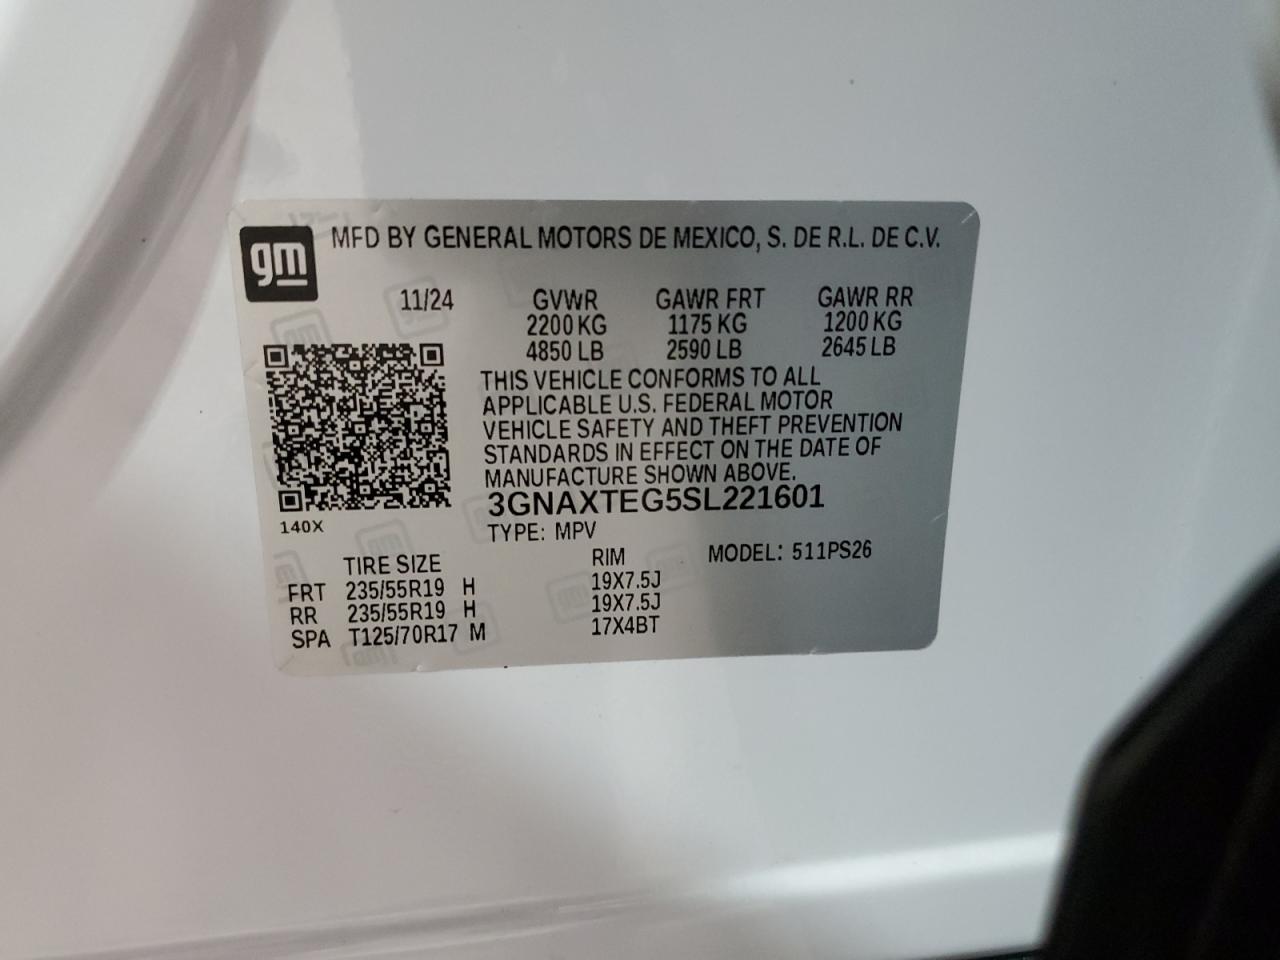 gm
MFD BY GENERAL MOTORS DE MEXICO, S. DE R.L. DE C.V.
11/24 GVWR GAWR FRT GAWR RR
2200 KG 1175 KG 1200 KG
4850 LB 2590 LB 2645 LB
THIS VEHICLE CONFORMS TO ALL
APPLICABLE U.S. FEDERAL MOTOR
VEHICLE SAFETY AND THEFT PREVENTION
STANDARDS IN EFFECT ON THE DATE OF
MANUFACTURE SHOWN ABOVE.
3GNAXTEG5SL221601
140X
TYPE: MPV
TIRE SIZE RIM MODEL: 511PS26
FRT 235/55R19 H 19X7.5J
RR 235/55R19 H 19X7.5J
SPA T125/70R17 M 17X4BT